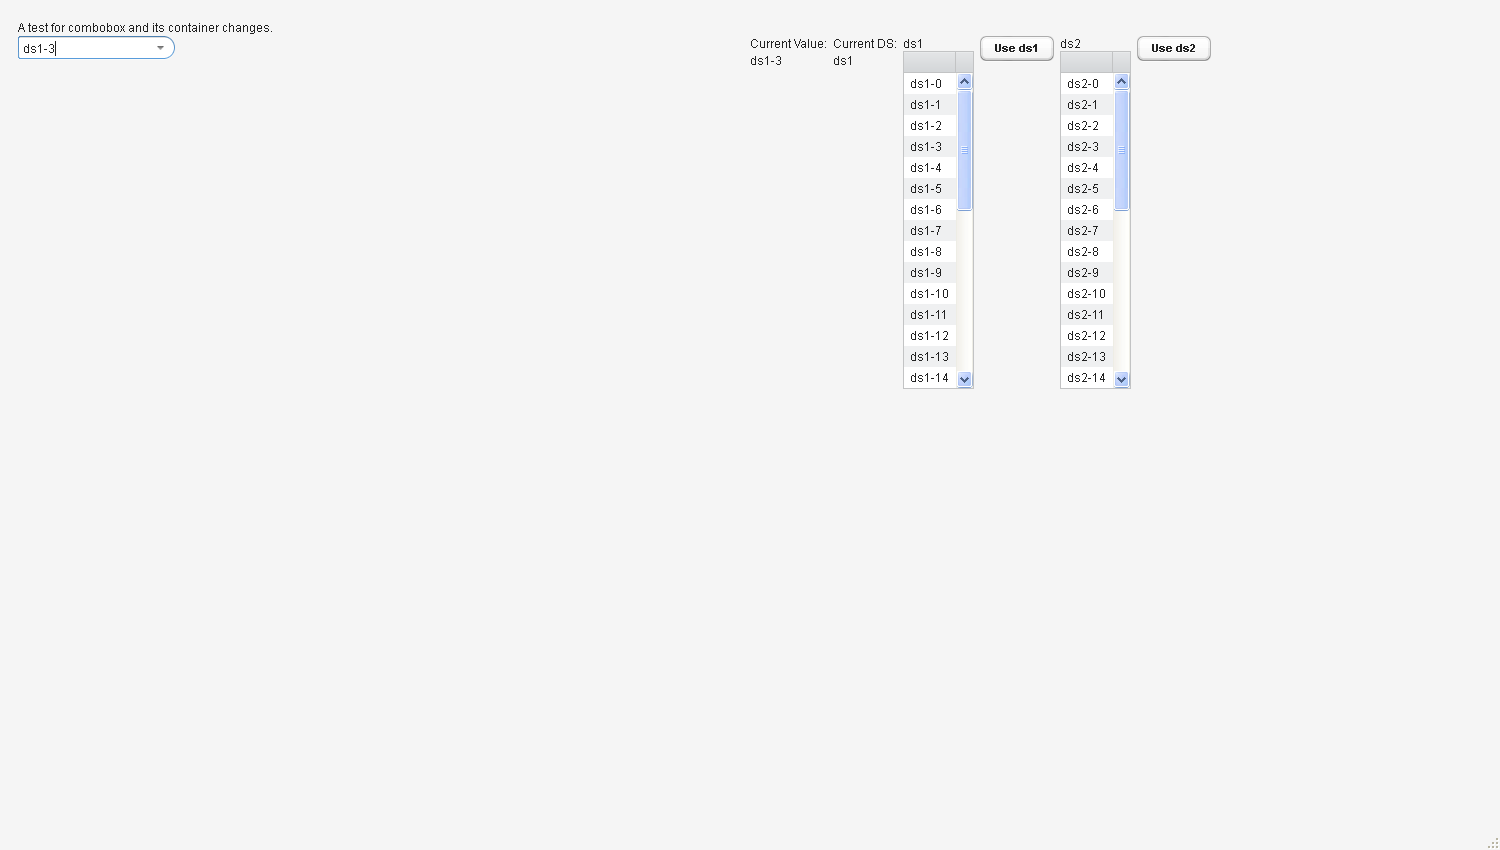 A test for combobox and its container changes.
ds1-3
Current Value:
ds1-3
Current DS:
ds1
ds1
ds1-0
ds1-1
ds1-2
ds1-3
ds1-4
ds1-5
ds1-6
ds1-7
ds1-8
ds1-9
ds1-10
ds1-11
ds1-12
ds1-13
ds1-14
Use ds1
ds2
ds2-0
ds2-1
ds2-2
ds2-3
ds2-4
ds2-5
ds2-6
ds2-7
ds2-8
ds2-9
ds2-10
ds2-11
ds2-12
ds2-13
ds2-14
Use ds2